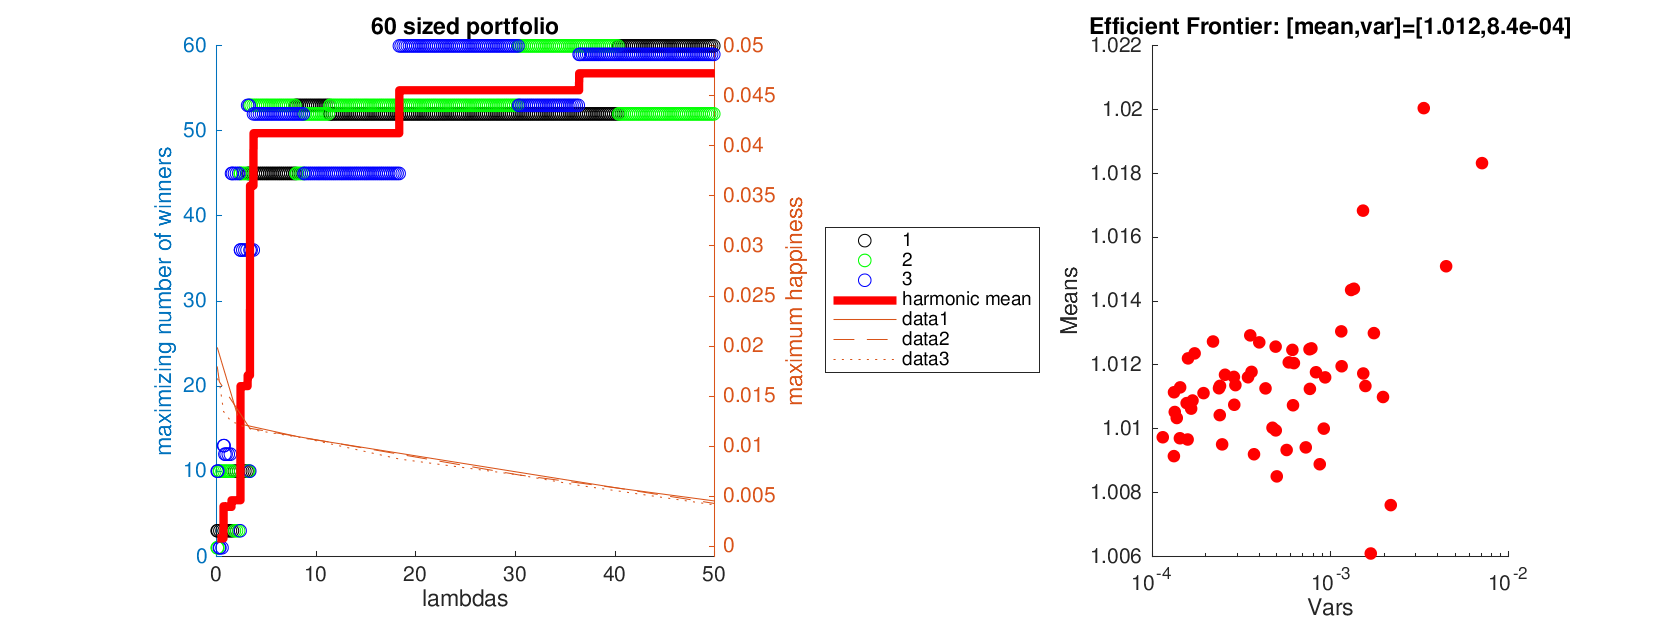 60 sized portfolio
maximizing number of winners
60
50
40
30
20
10
0
0 10 20 30 40 50
lambdas
0.05
0.045
0.04
0.035
0.03
0.025
0.02
0.015
0.01
0.005
0
maximum happiness
1
2
3
harmonic mean
data1
data2
data3
Efficient Frontier: [mean,var]=[1.012,8.4e-04]
Means
1.022
1.02
1.018
1.016
1.014
1.012
1.01
1.008
1.006
10-4 10-3 10-2
Vars